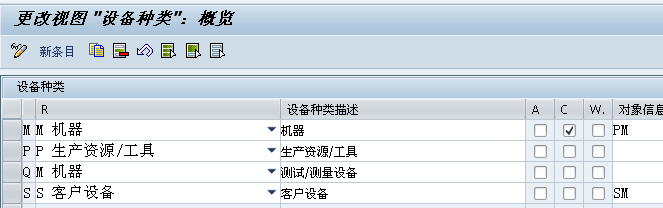 更改视图 "设备种类": 概览
新条目
设备种类
R 设备种类描述 A C W. 对象信息
M M 机器 机器 PM
P P 生产资源/工具 生产资源/工具
Q M 机器 测试/测量设备
S S 客户设备 客户设备 SM